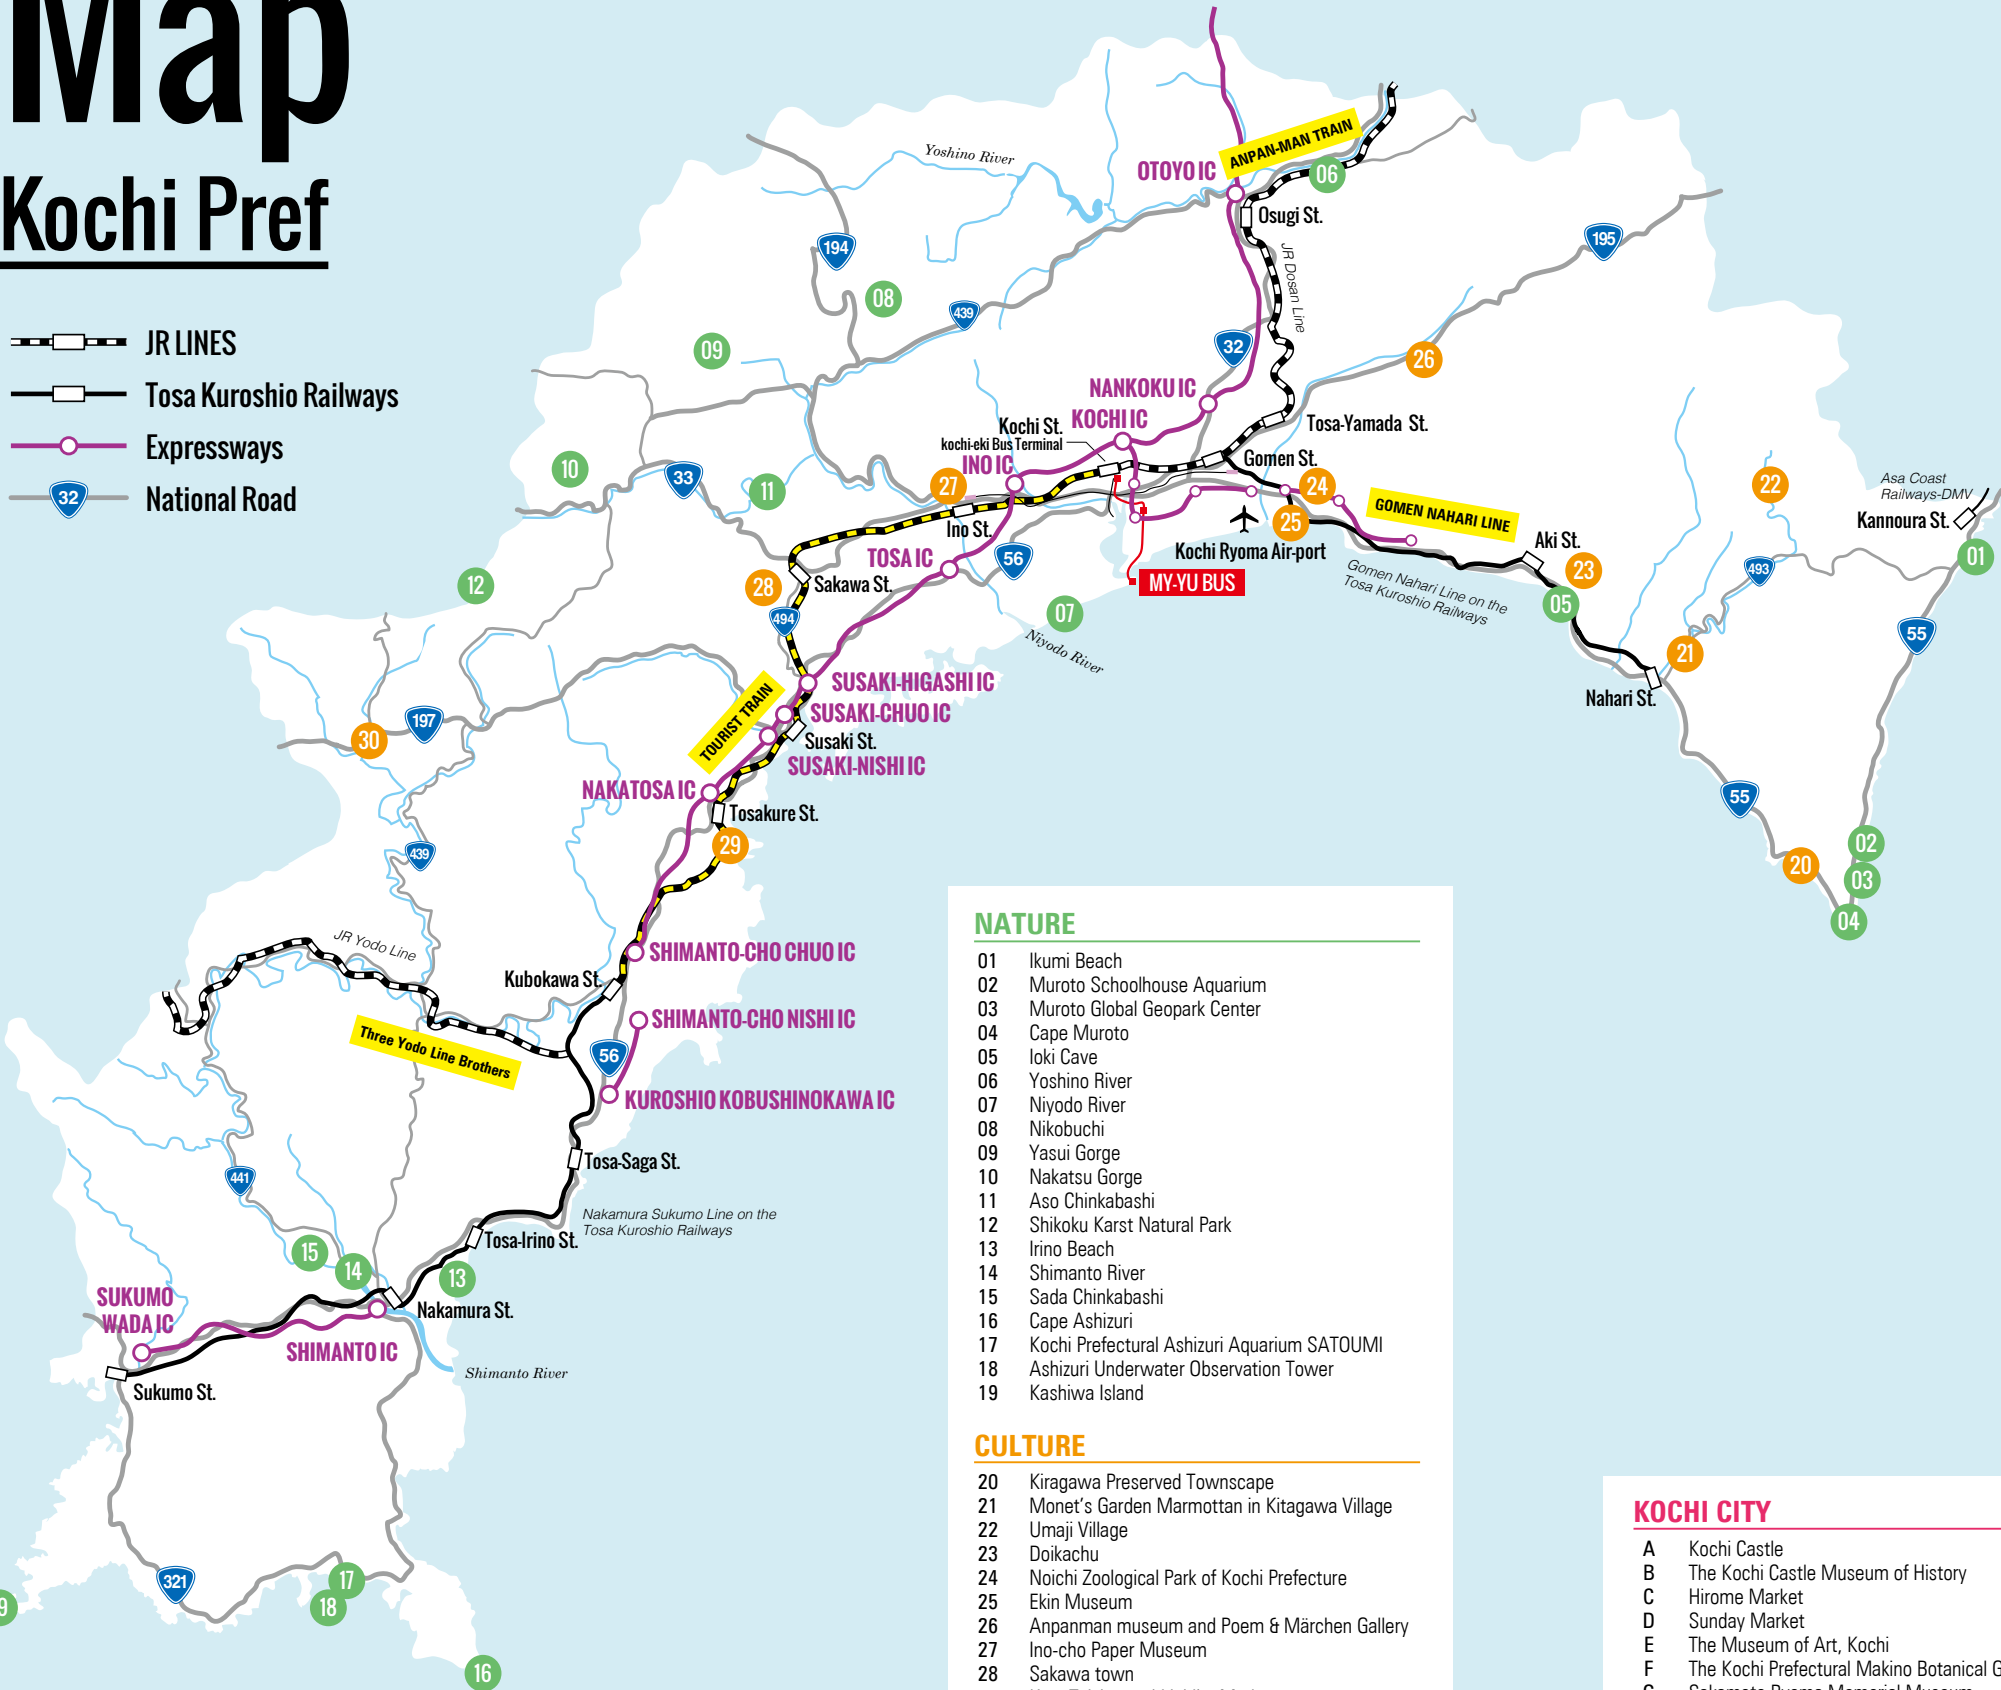 Map
Kochi Pref
JR LINES
Tosa Kuroshio Railways
Expressways
32
National Road
Yoshino River
OTOYO IC
ANPAN-MAN TRAIN
06
Osugi St.
JR Dosan Line
194
195
08
439
09
32
26
NANKOKU IC
KOCHI IC
Kochi St.
kochi-eki Bus Terminal
Tosa-Yamada St.
INO IC
Gomen St.
10
33
11
27
24
22
Asa Coast
Railways-DMV
Kannoura St.
GOMEN NAHARI LINE
25
Ino St.
Kochi Ryoma Air-port
Aki St.
01
TOSA IC
56
12
28
Sakawa St.
MY-YU BUS
Gomen Nahari Line on the
Tosa Kuroshio Railways
23
493
05
494
07
Niyodo River
55
21
SUSAKI-HIGASHI IC
Nahari St.
TOURIST TRAIN
SUSAKI-CHUO IC
197
30
Susaki St.
SUSAKI-NISHI IC
NAKATOSA IC
55
Tosakure St.
29
439
02
20
03
04
JR Yodo Line
SHIMANTO-CHO CHUO IC
Kubokawa St.
SHIMANTO-CHO NISHI IC
Three Yodo Line Brothers
56
KUROSHIO KOBUSHINOKAWA IC
Tosa-Saga St.
441
Nakamura Sukumo Line on the
Tosa Kuroshio Railways
Tosa-Irino St.
15
14
13
SUKUMO
WADA IC
Nakamura St.
SHIMANTO IC
Shimanto River
Sukumo St.
321
17
18
9
16
NATURE
01 Ikumi Beach
02 Muroto Schoolhouse Aquarium
03 Muroto Global Geopark Center
04 Cape Muroto
05 Ioki Cave
06 Yoshino River
07 Niyodo River
08 Nikobuchi
09 Yasui Gorge
10 Nakatsu Gorge
11 Aso Chinkabashi
12 Shikoku Karst Natural Park
13 Irino Beach
14 Shimanto River
15 Sada Chinkabashi
16 Cape Ashizuri
17 Kochi Prefectural Ashizuri Aquarium SATOUMI
18 Ashizuri Underwater Observation Tower
19 Kashiwa Island
CULTURE
20 Kiragawa Preserved Townscape
21 Monet's Garden Marmottan in Kitagawa Village
22 Umaji Village
23 Doikachu
24 Noichi Zoological Park of Kochi Prefecture
25 Ekin Museum
26 Anpanman museum and Poem & Märchen Gallery
27 Ino-cho Paper Museum
28 Sakawa town
KOCHI CITY
A Kochi Castle
B The Kochi Castle Museum of History
C Hirome Market
D Sunday Market
E The Museum of Art, Kochi
F The Kochi Prefectural Makino Botanical G